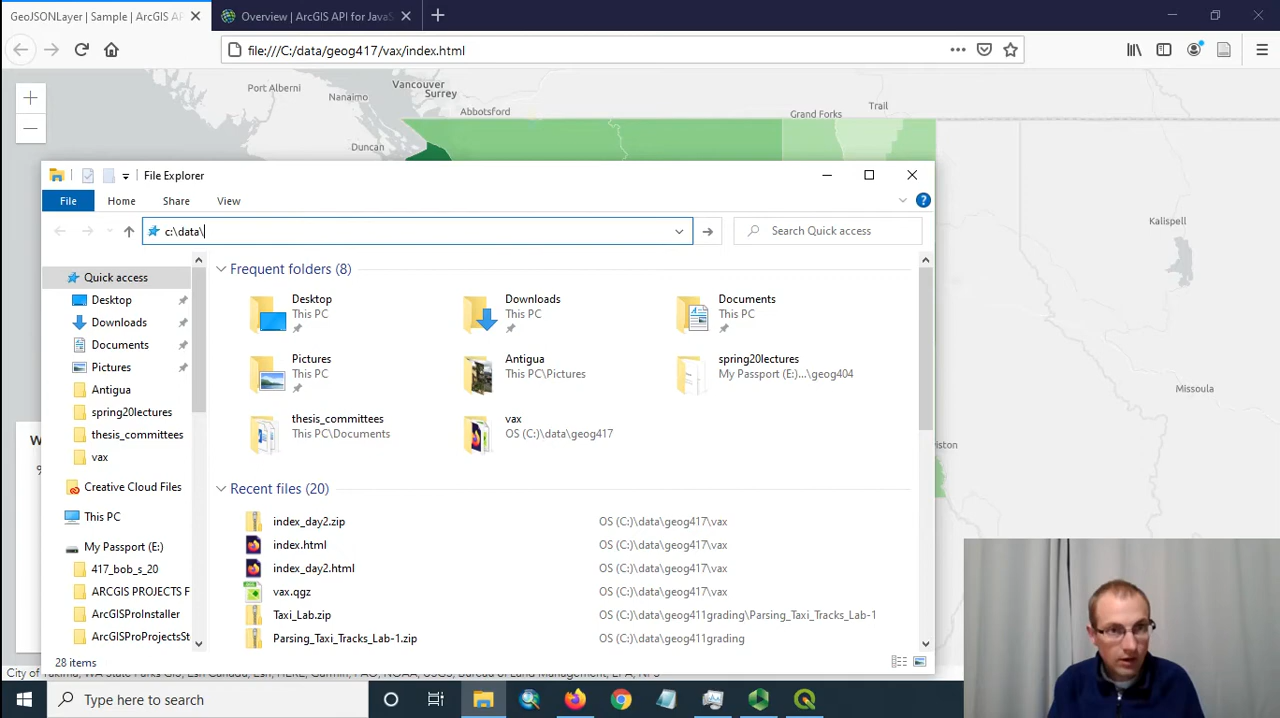 GeoJSONLayer | Sample | ArcGIS AP
Overview | ArcGIS API for JavaS
file:///C:/data/geog417/vax/index.html
Port Alberni
Nanaimo
Vancouver
Surrey
Abbotsford
Duncan
Grand Forks
Trail
Kalispell
Missoula
File Explorer
File Home Share View
c:\data\
Search Quick access
Quick access
Desktop
Downloads
Documents
Pictures
Antigua
spring20lectures
thesis_committees
vax
Creative Cloud Files
This PC
My Passport (E:)
417_bob_s_20
ARCGIS PROJECTS F
ArcGISProInstaller
ArcGISProProjectsSt
Frequent folders (8)
Desktop
This PC
Downloads
This PC
Documents
This PC
Pictures
This PC
Antigua
This PC\Pictures
spring20lectures
My Passport (E:)...\geog404
thesis_committees
This PC\Documents
vax
OS (C:)\data\geog417
Recent files (20)
index_day2.zip OS (C:)\data\geog417\vax
index.html OS (C:)\data\geog417\vax
index_day2.html OS (C:)\data\geog417\vax
vax.qgz OS (C:)\data\geog417\vax
Taxi_Lab.zip OS (C:)\data\geog411grading\Parsing_Taxi_Tracks_Lab-1
Parsing_Taxi_Tracks_Lab-1.zip OS (C:)\data\geog411grading
28 items
Type here to search